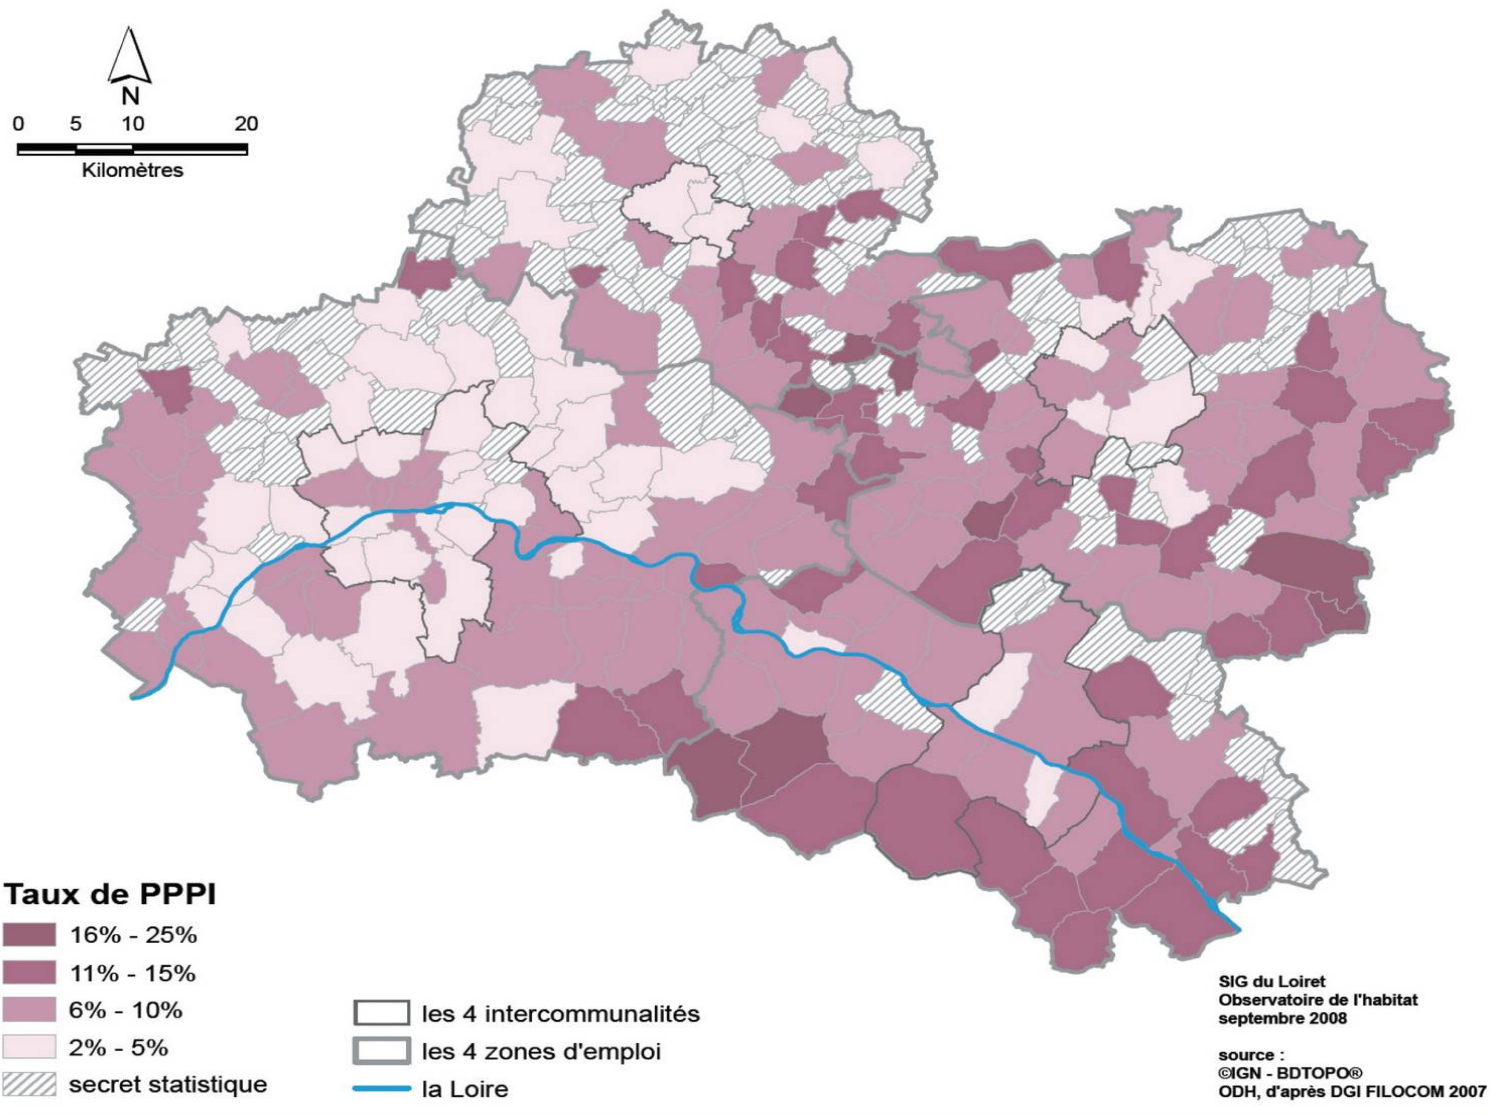 N
0 5 10 20
Kilomètres
Taux de PPPI
16% - 25%
11% - 15%
6% - 10%
2% - 5%
secret statistique
les 4 intercommunalités
les 4 zones d'emploi
la Loire
SIG du Loiret
Observatoire de l'habitat
septembre 2008
source :
©IGN - BDTOPO®
ODH, d'après DGI FILOCOM 2007